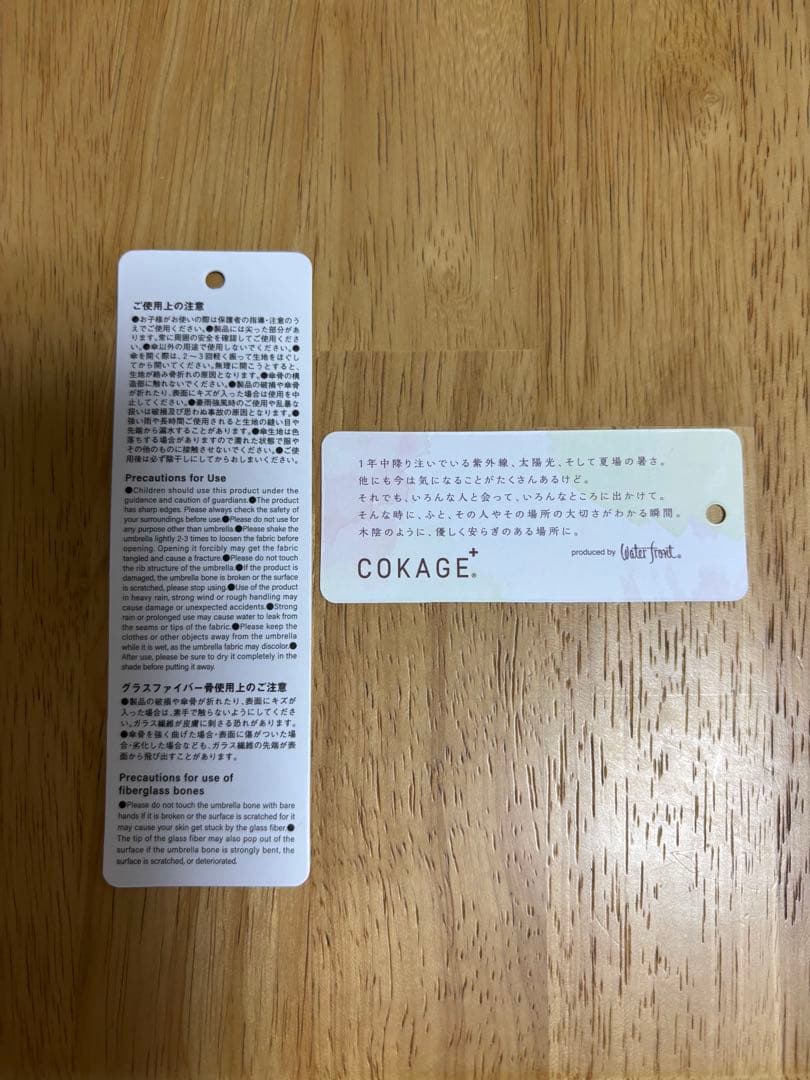 ご使用上の注意
●お子様がお使いの際は保護者の指導・注意のう
えでご使用ください。●製品には尖った部分があ
ります。常に周囲の安全を確認してご使用くださ
い。●傘以外の用途で使用しないでください。●
傘を開く際は、2〜3回軽く振って生地をほぐし
てから開いてください。無理に開こうとすると、
生地が絡み骨折れの原因となります。●傘骨の構
造部に触れないでください。●製品の破損や傘骨
が折れたり、表面にキズが入った場合は使用を中
止してください。●豪雨強風時のご使用や乱暴な
扱いは破損及び思わぬ事故の原因となります。●
強い雨や長時間ご使用されると生地の縫い目や
先端から漏水することがあります。●傘生地は色
落ちする場合がありますので濡れた状態で服や
その他のものに接触させないでください。●ご使
用後は必ず陰干しにしてからおしまいください。
Precautions for Use
●Children should use this product under the
guidance and caution of guardians.●The product
has sharp edges. Please always check the safety of
your surroundings before use.●Please do not use for
any purpose other than umbrella.●Please shake the
umbrella lightly 2-3 times to loosen the fabric before
opening. Opening it forcibly may get the fabric
tangled and cause a fracture.●Please do not touch
the rib structure of the umbrella.●If the product is
damaged, the umbrella bone is broken or the surface
is scratched, please stop using.●Use of the product
in heavy rain, strong wind or rough handling may
cause damage or unexpected accidents.●Strong
rain or prolonged use may cause water to leak from
the seams or tips of the fabric.●Please keep the
clothes or other objects away from the umbrella
while it is wet, as the umbrella fabric may discolor.●
After use, please be sure to dry it completely in the
shade before putting it away.
グラスファイバー骨使用上のご注意
●製品の破損や傘骨が折れたり、表面にキズが
入った場合は、素手で触らないようにしてくださ
い。ガラス繊維が皮膚に刺さる恐れがあります。
●傘骨を強く曲げた場合・表面に傷がついた場
合・劣化した場合なども、ガラス繊維の先端が表
面から飛び出すことがあります。
Precautions for use of
fiberglass bones
●Please do not touch the umbrella bone with bare
hands If it is broken or the surface is scratched for it
may cause your skin get stuck by the glass fiber.●
The tip of the glass fiber may also pop out of the
surface if the umbrella bone is strongly bent, the
surface is scratched, or deteriorated.
1年中降り注いでいる紫外線、太陽光、そして夏場の暑さ。
他にも今は気になることがたくさんあるけど。
それでも、いろんな人と会って、いろんなところに出かけて。
そんな時に、ふと、その人やその場所の大切さがわかる瞬間。
木陰のように、優しく安らぎのある場所に。
COKAGE+®
produced by Water front®